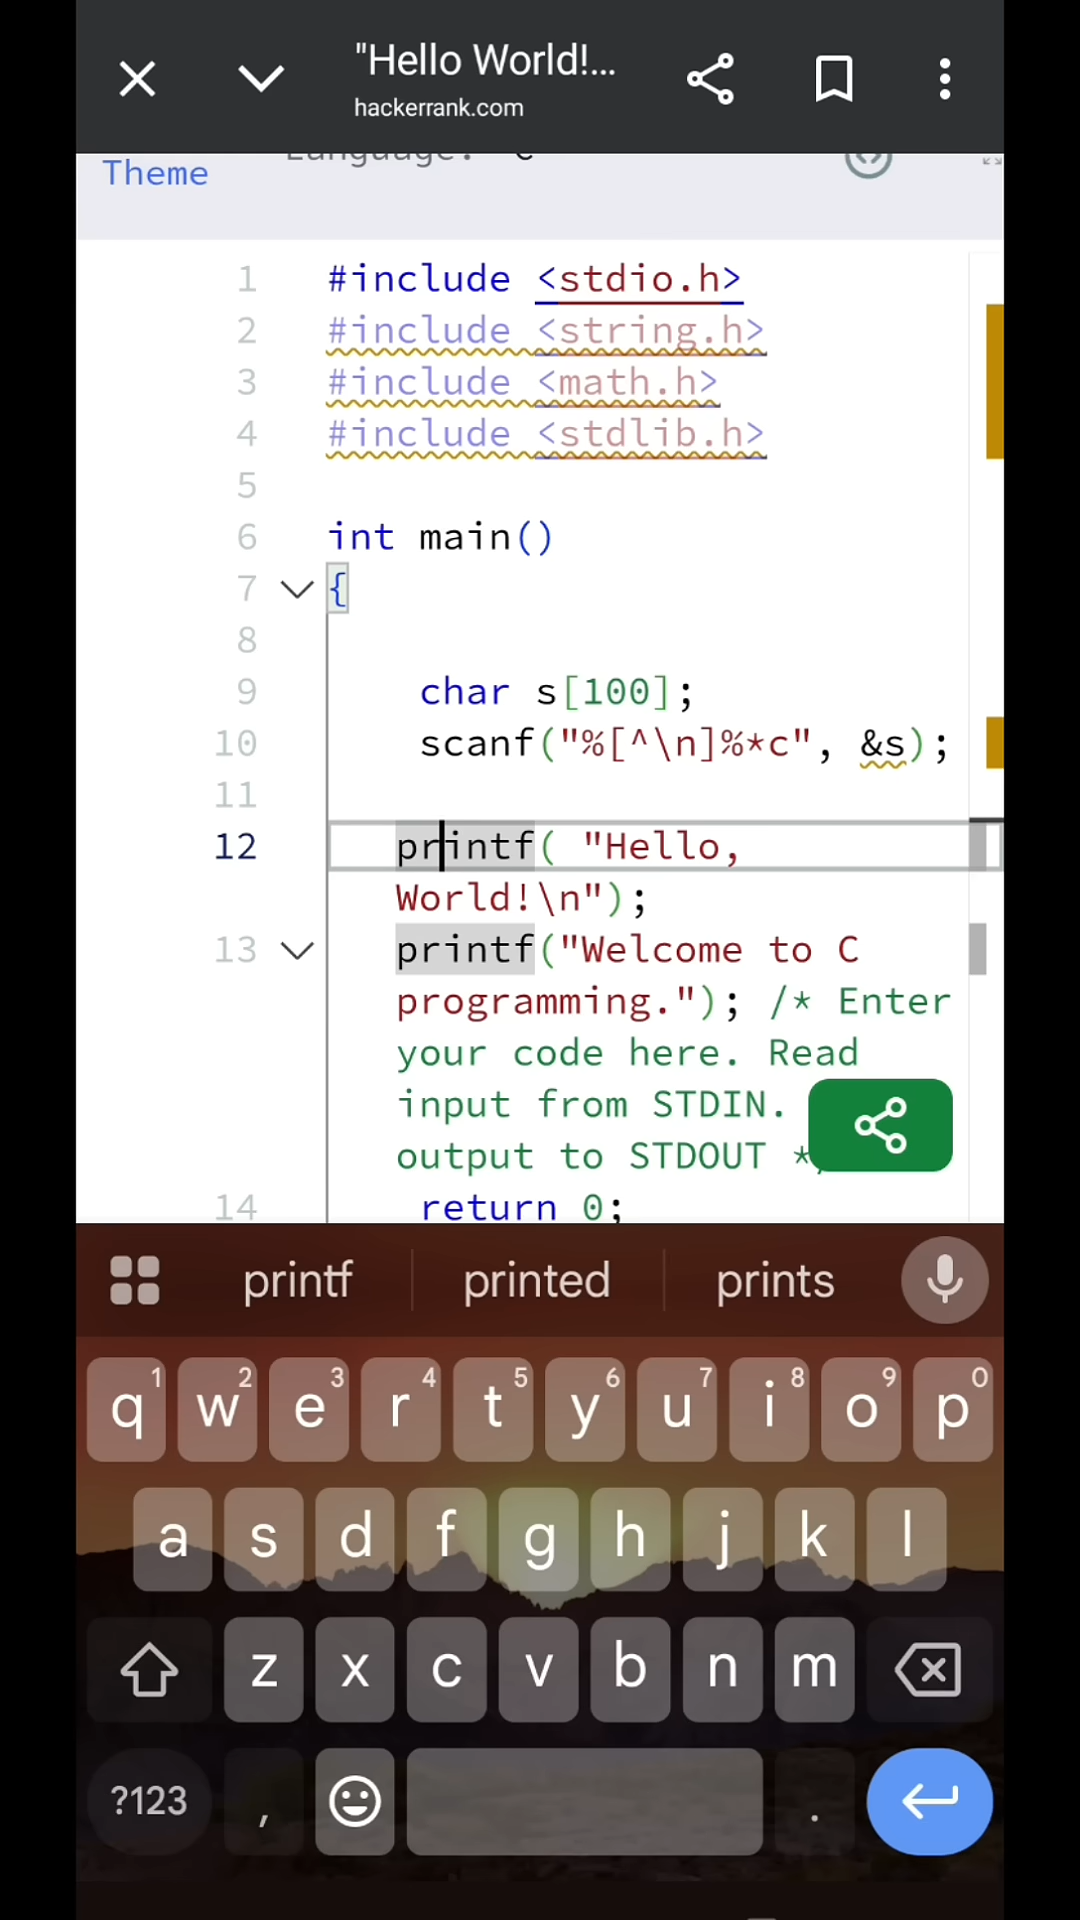 "Hello World!...
hackerrank.com
Language: C
Theme
1 #include <stdio.h>
2 #include <string.h>
3 #include <math.h>
4 #include <stdlib.h>
5
6 int main()
7 {
8
9 char s[100];
10 scanf("%[^\n]%*c", &s);
11
12 printf( "Hello,
World!\n");
13 printf("Welcome to C
programming."); /* Enter
your code here. Read
input from STDIN.
output to STDOUT *
14 return 0;
printf printed prints
1 2 3 4 5 6 7 8 9 0
q w e r t y u i o p
a s d f g h j k l
z x c v b n m
?123 , .